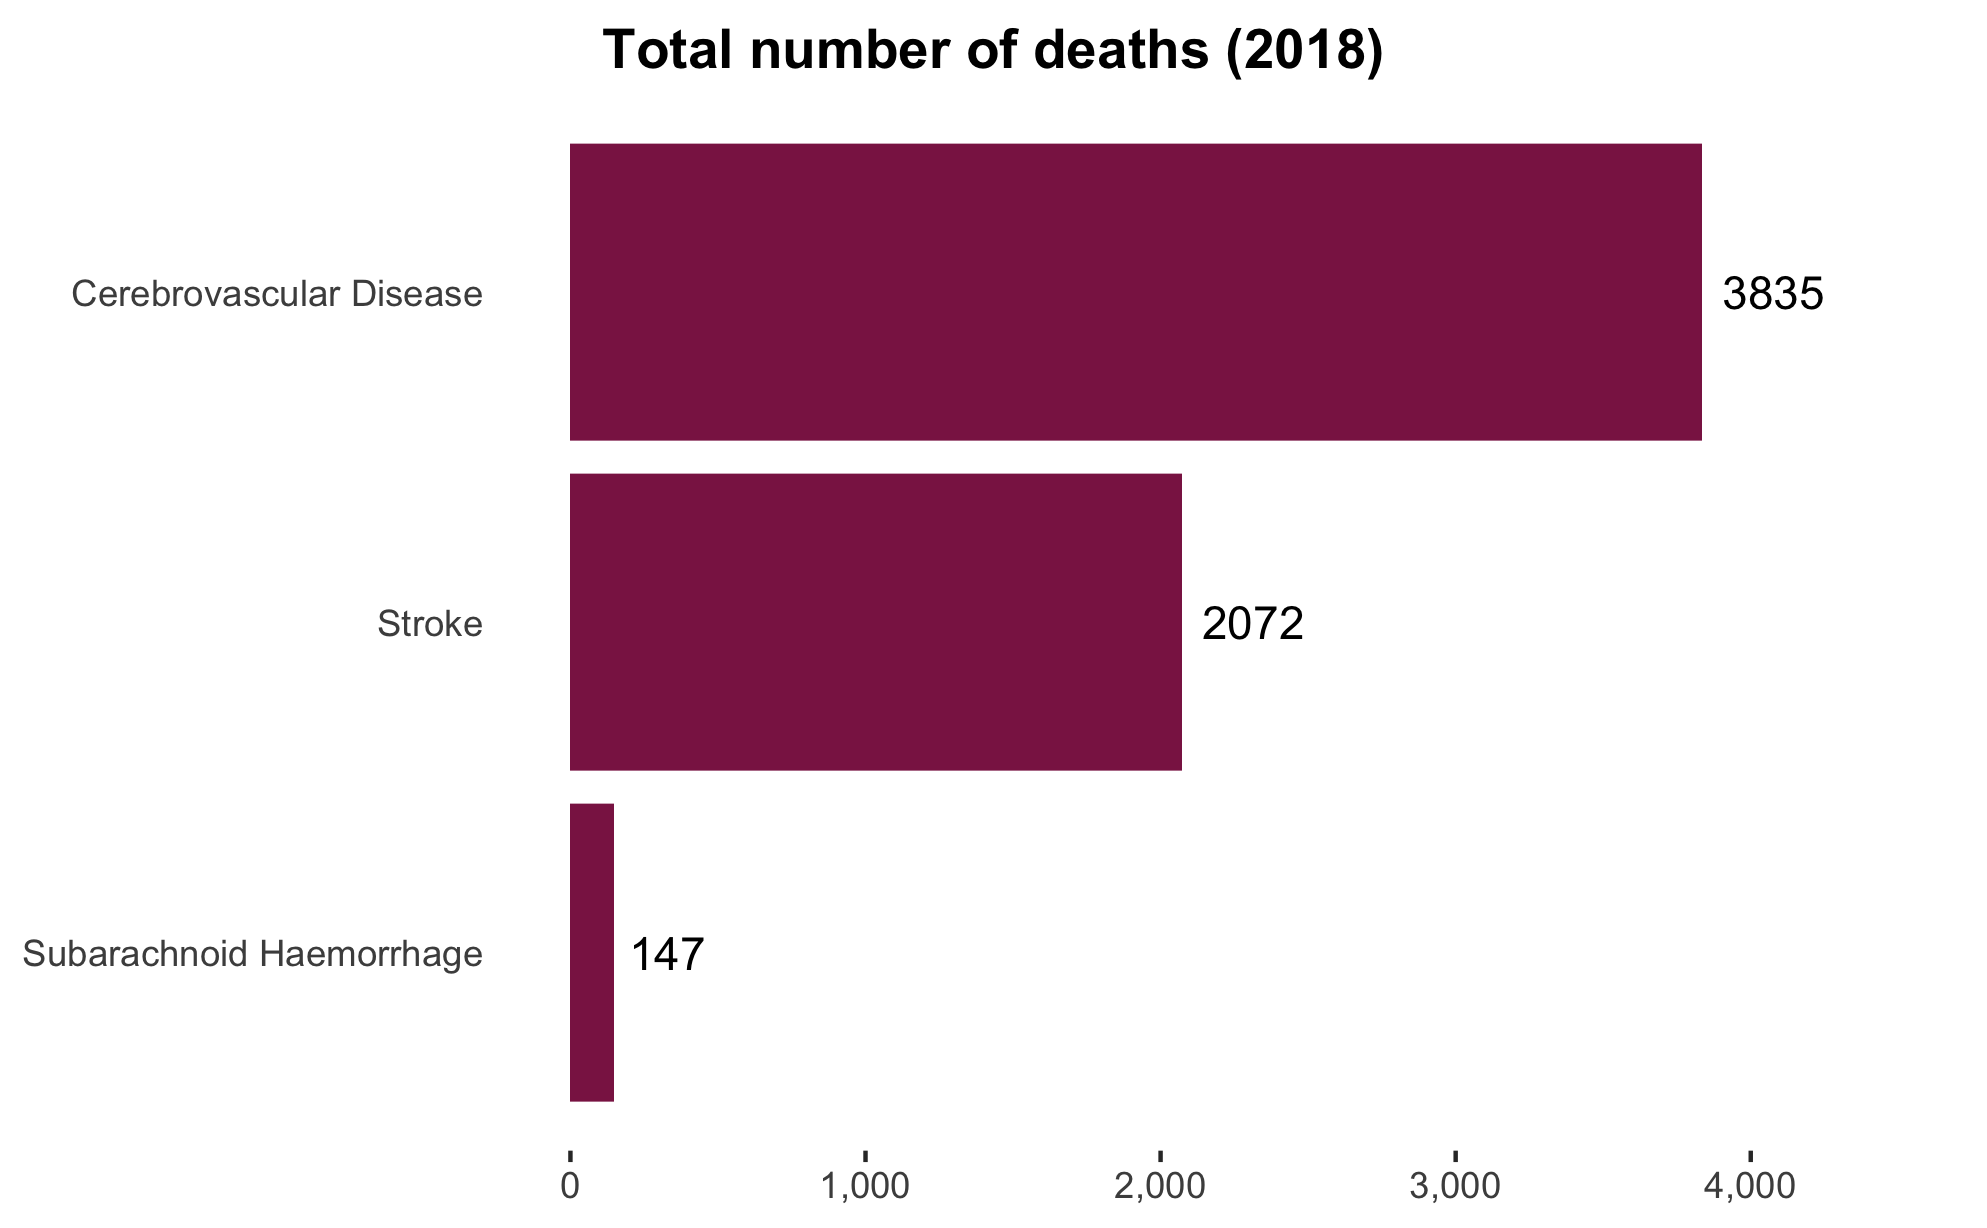 Total number of deaths (2018)
Cerebrovascular Disease
3835
Stroke
2072
Subarachnoid Haemorrhage
147
0 1,000 2,000 3,000 4,000